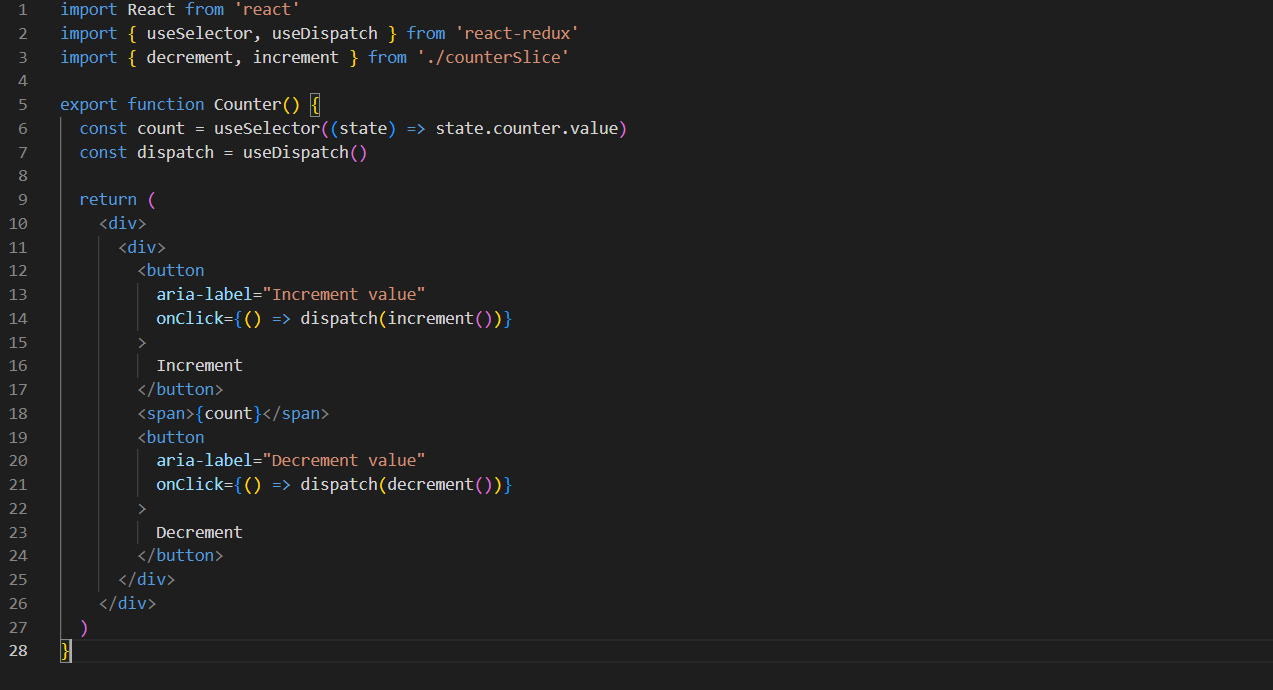 1 import React from 'react'
2 import { useSelector, useDispatch } from 'react-redux'
3 import { decrement, increment } from './counterSlice'
4
5 export function Counter() {
6   const count = useSelector((state) => state.counter.value)
7   const dispatch = useDispatch()
8
9   return (
10     <div>
11       <div>
12         <button
13           aria-label="Increment value"
14           onClick={() => dispatch(increment())}
15         >
16           Increment
17         </button>
18         <span>{count}</span>
19         <button
20           aria-label="Decrement value"
21           onClick={() => dispatch(decrement())}
22         >
23           Decrement
24         </button>
25       </div>
26     </div>
27   )
28 }